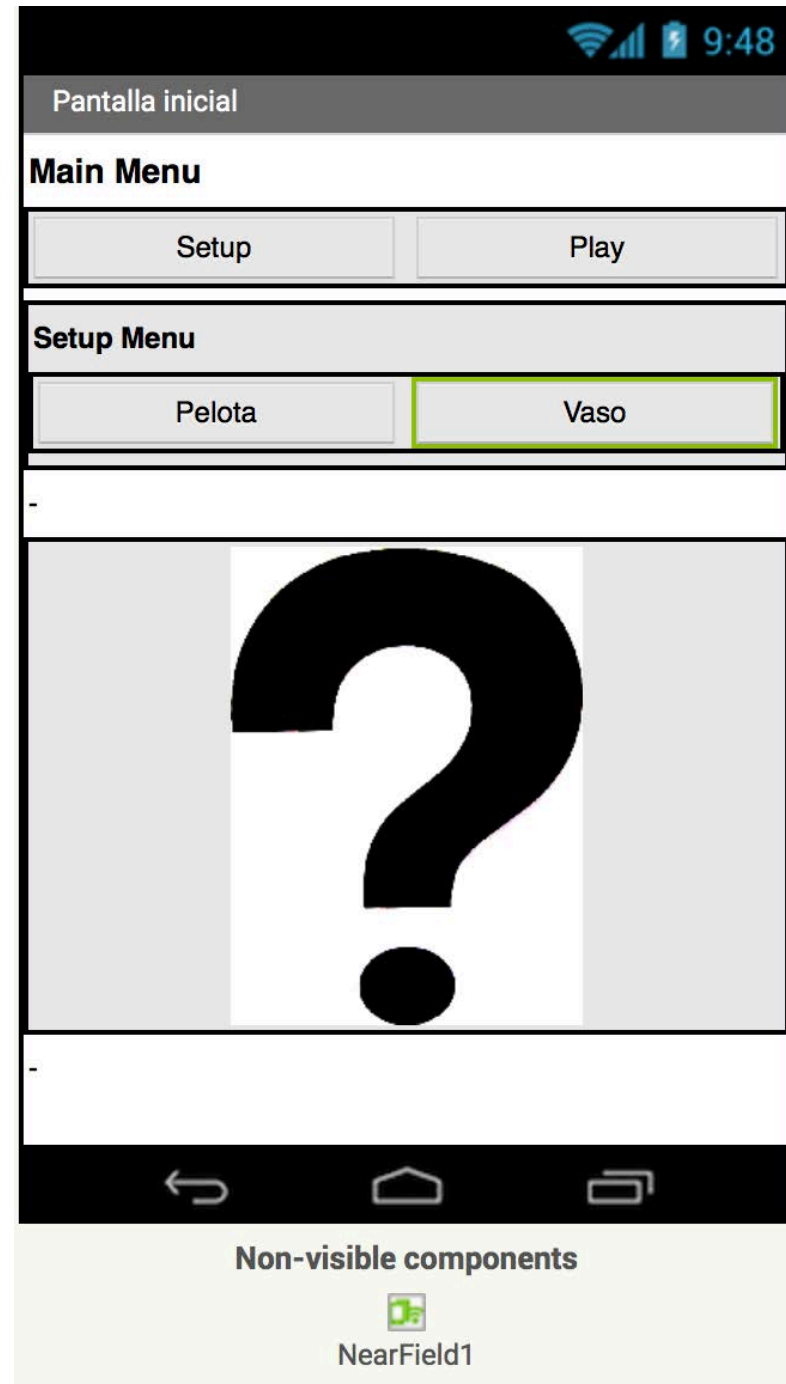 9:48
Pantalla inicial
Main Menu
Setup Play
Setup Menu
Pelota Vaso
-
?
-
Non-visible components
NearField1